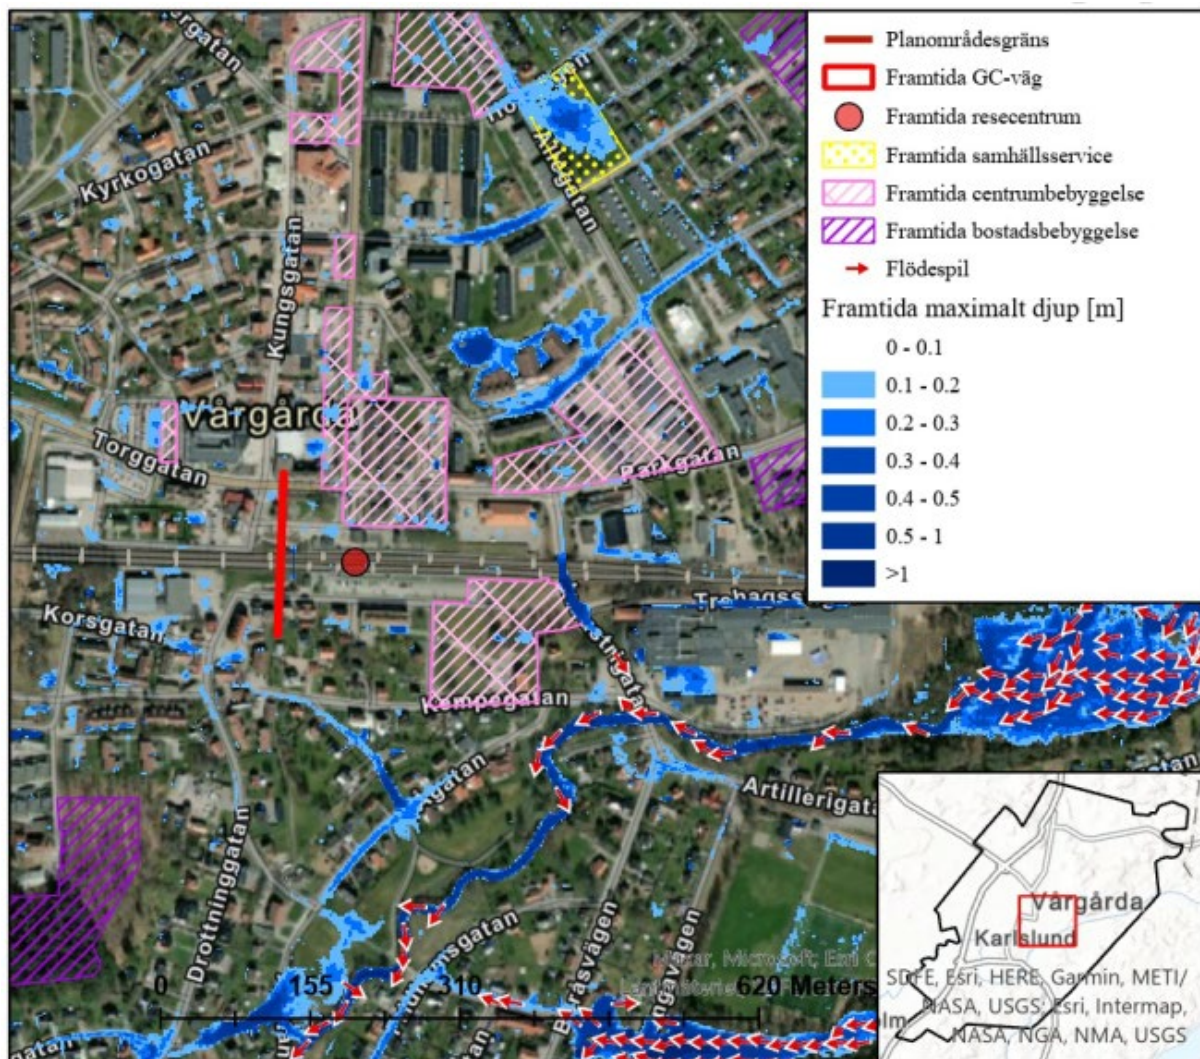 Kyrkogatan
Kungsgatan
Allégatan
Vårgårda
Torggatan
Parkgatan
Korsgatan
Kempegatan
Artillerigata
Drottninggatan
Planområdesgräns
Framtida GC-väg
Framtida resecentrum
Framtida samhällsservice
Framtida centrumbebyggelse
Framtida bostadsbebyggelse
Flödespil
Framtida maximalt djup [m]
0 - 0.1
0.1 - 0.2
0.2 - 0.3
0.3 - 0.4
0.4 - 0.5
0.5 - 1
>1
0 155 310 620 Meters
Vårgårda
Karlslund
SDFE, Esri, HERE, Garmin, METI/
NASA, USGS; Esri, Intermap,
NASA, NGA, NMA, USGS